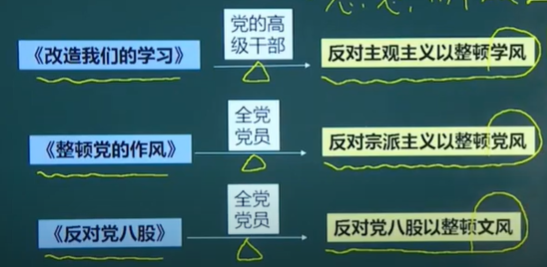 党的高
级干部
《改造我们的学习》
反对主观主义以整顿学风
全党
党员
《整顿党的作风》
反对宗派主义以整顿党风
全党
党员
《反对党八股》
反对党八股以整顿文风